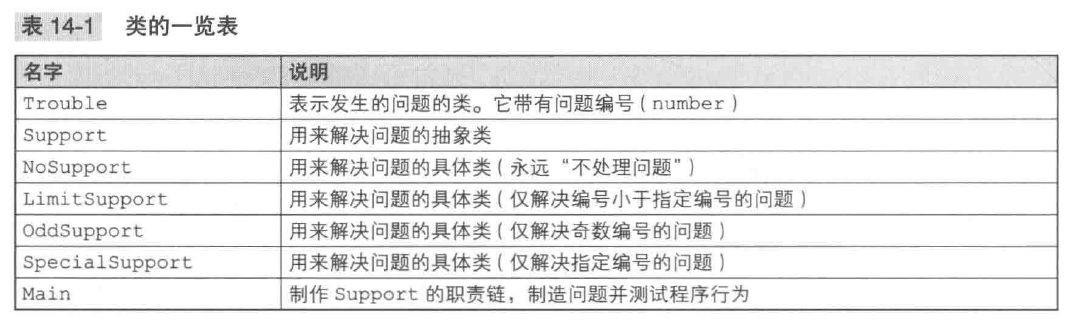 表 14-1 类的一览表
名字 说明
Trouble 表示发生的问题的类。它带有问题编号(number)
Support 用来解决问题的抽象类
NoSupport 用来解决问题的具体类(永远“不处理问题”)
LimitSupport 用来解决问题的具体类(仅解决编号小于指定编号的问题)
OddSupport 用来解决问题的具体类(仅解决奇数编号的问题)
SpecialSupport 用来解决问题的具体类(仅解决指定编号的问题)
Main 制作 Support 的职责链，制造问题并测试程序行为